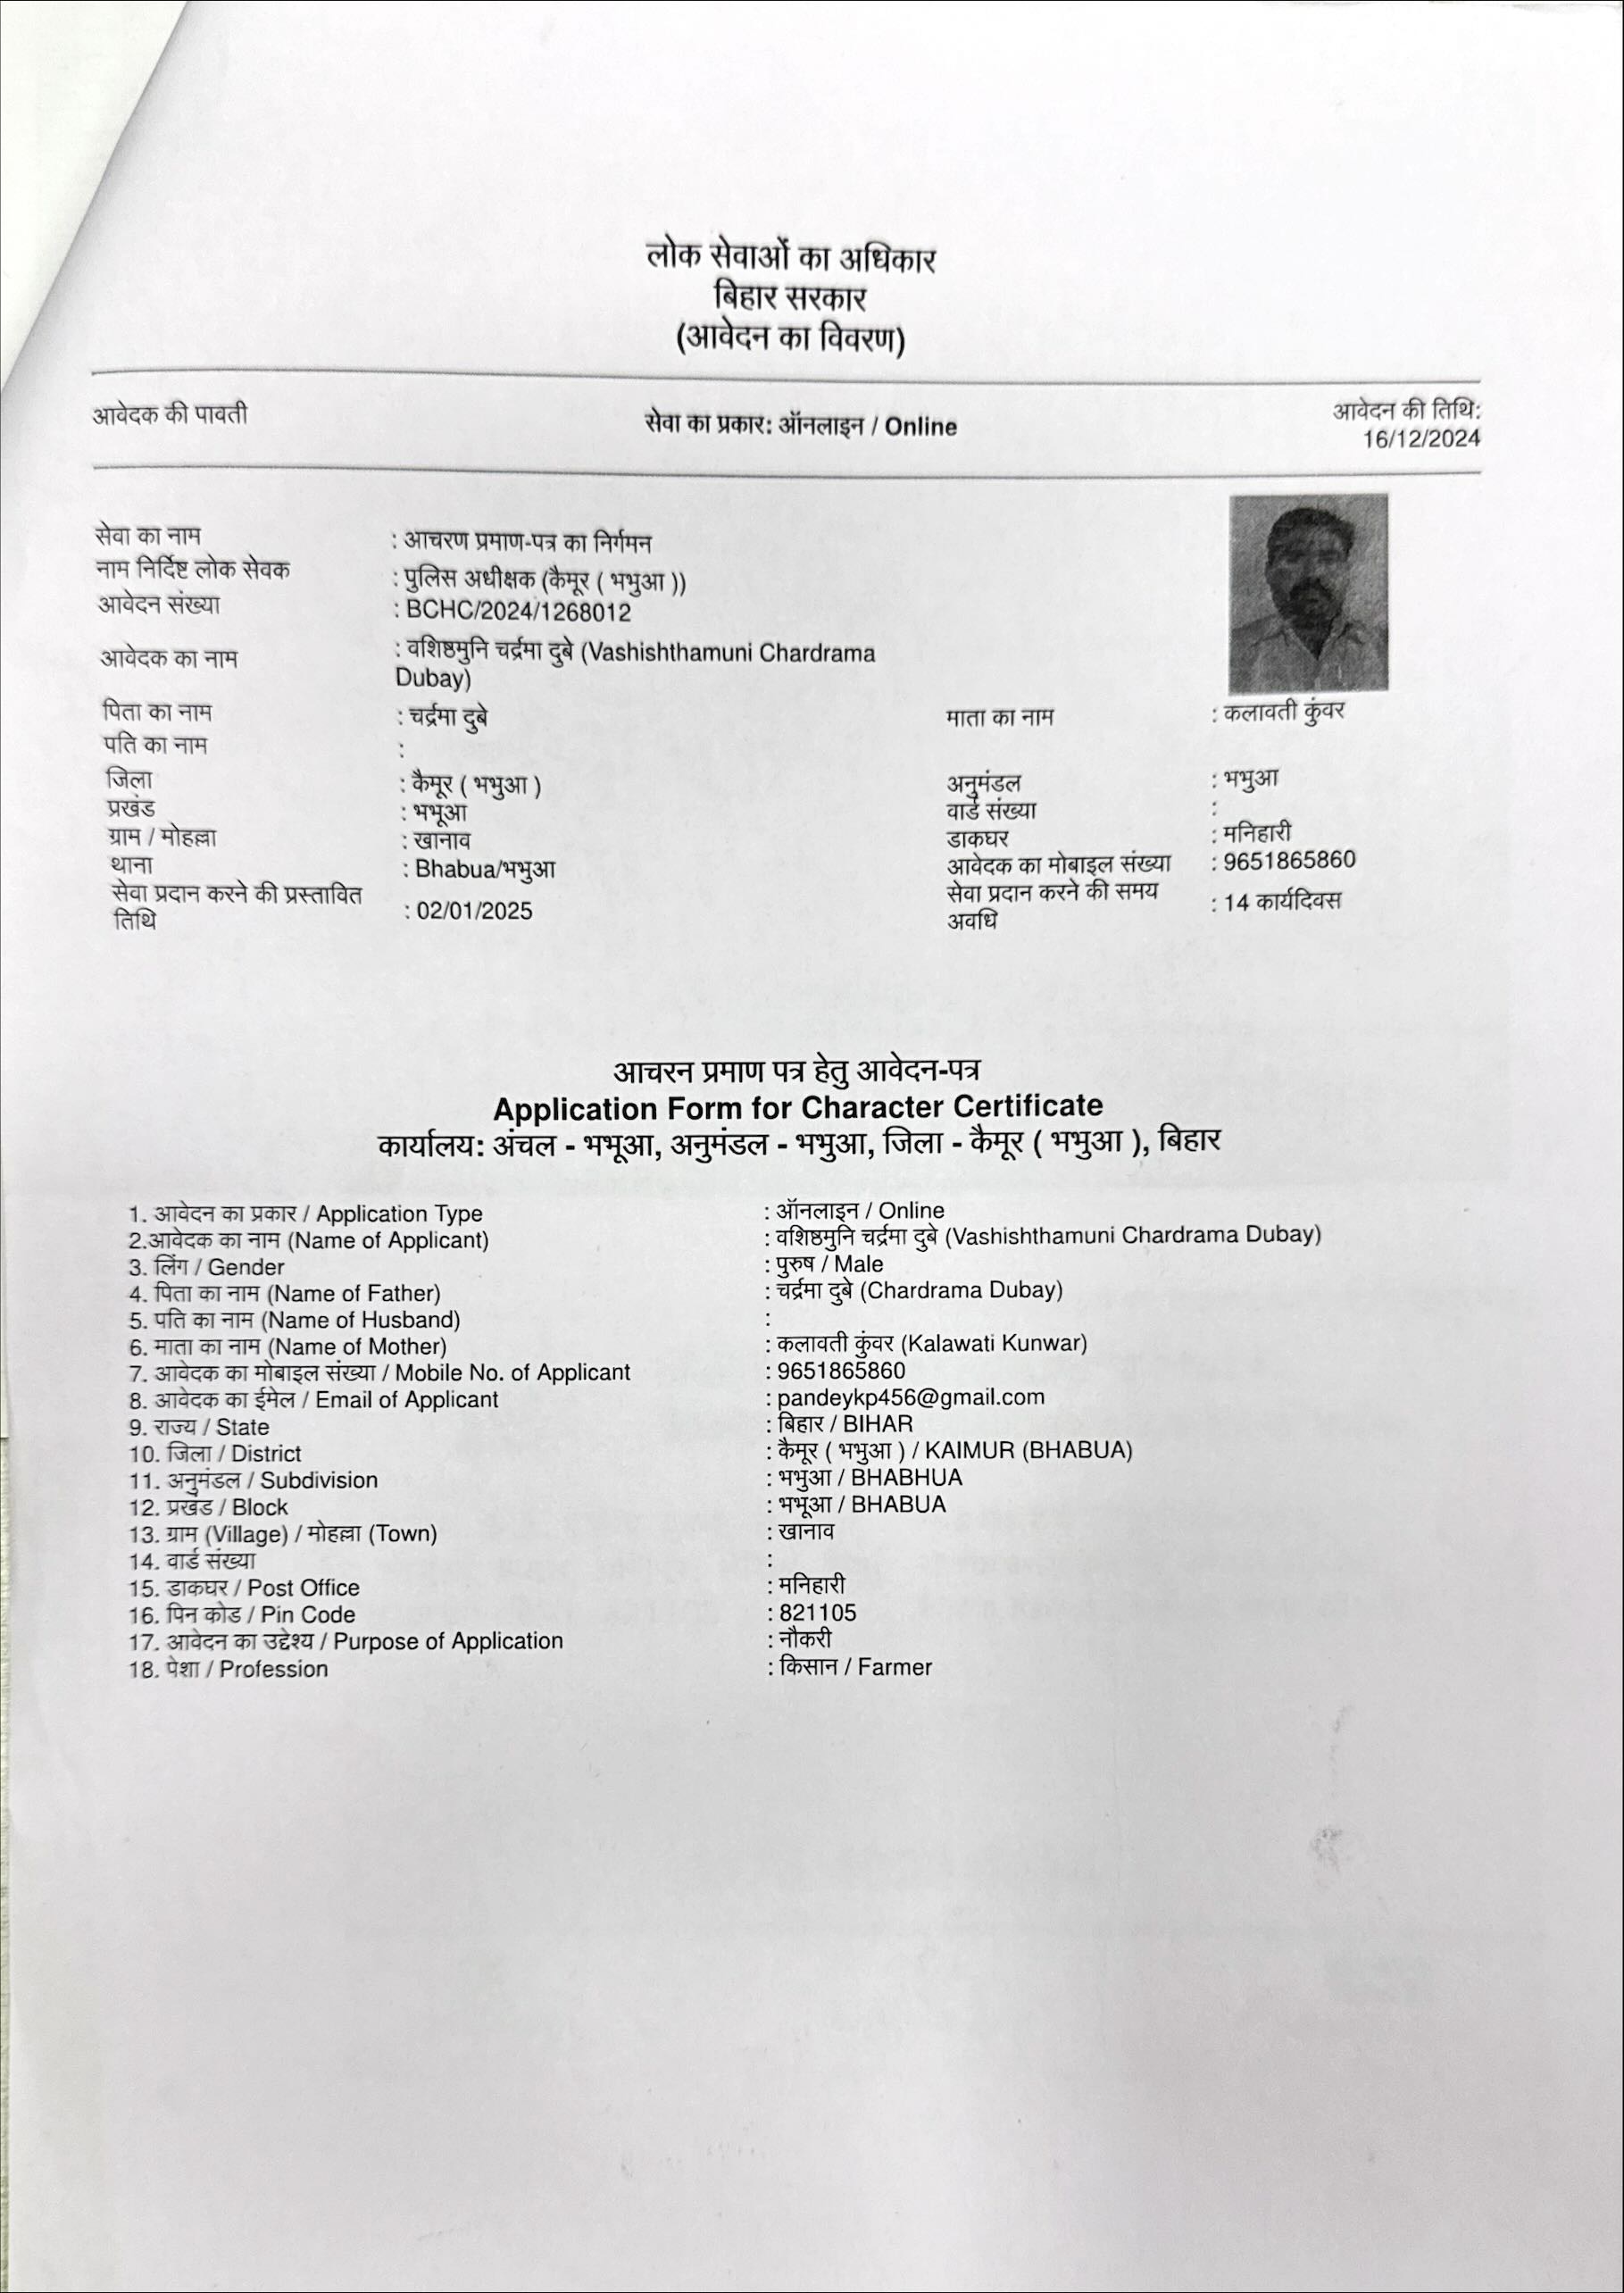 लोक सेवाओं का अधिकार
बिहार सरकार
(आवेदन का विवरण)
आवेदक की पावती
सेवा का प्रकार: ऑनलाइन / Online
आवेदन की तिथि:
16/12/2024
सेवा का नाम : आचरण प्रमाण-पत्र का निर्गमन
नाम निर्दिष्ट लोक सेवक : पुलिस अधीक्षक (कैमूर ( भभुआ ))
आवेदन संख्या : BCHC/2024/1268012
आवेदक का नाम : वशिष्ठमुनि चर्द्रमा दुबे (Vashishthamuni Chardrama
Dubay)
पिता का नाम : चर्द्रमा दुबे माता का नाम : कलावती कुंवर
पति का नाम :
जिला : कैमूर ( भभुआ ) अनुमंडल : भभुआ
प्रखंड : भभूआ वार्ड संख्या :
ग्राम / मोहल्ला : खानाव डाकघर : मनिहारी
थाना : Bhabua/भभुआ आवेदक का मोबाइल संख्या : 9651865860
सेवा प्रदान करने की प्रस्तावित
तिथि : 02/01/2025
सेवा प्रदान करने की समय
अवधि : 14 कार्यदिवस
आचरन प्रमाण पत्र हेतु आवेदन-पत्र
Application Form for Character Certificate
कार्यालय: अंचल - भभूआ, अनुमंडल - भभुआ, जिला - कैमूर ( भभुआ ), बिहार
1. आवेदन का प्रकार / Application Type : ऑनलाइन / Online
2.आवेदक का नाम (Name of Applicant) : वशिष्ठमुनि चर्द्रमा दुबे (Vashishthamuni Chardrama Dubay)
3. लिंग / Gender : पुरुष / Male
4. पिता का नाम (Name of Father) : चर्द्रमा दुबे (Chardrama Dubay)
5. पति का नाम (Name of Husband) :
6. माता का नाम (Name of Mother) : कलावती कुंवर (Kalawati Kunwar)
7. आवेदक का मोबाइल संख्या / Mobile No. of Applicant : 9651865860
8. आवेदक का ईमेल / Email of Applicant : pandeykp456@gmail.com
9. राज्य / State : बिहार / BIHAR
10. जिला / District : कैमूर ( भभुआ ) / KAIMUR (BHABUA)
11. अनुमंडल / Subdivision : भभुआ / BHABHUA
12. प्रखंड / Block : भभूआ / BHABUA
13. ग्राम (Village) / मोहल्ला (Town) : खानाव
14. वार्ड संख्या :
15. डाकघर / Post Office : मनिहारी
16. पिन कोड / Pin Code : 821105
17. आवेदन का उद्देश्य / Purpose of Application : नौकरी
18. पेशा / Profession : किसान / Farmer